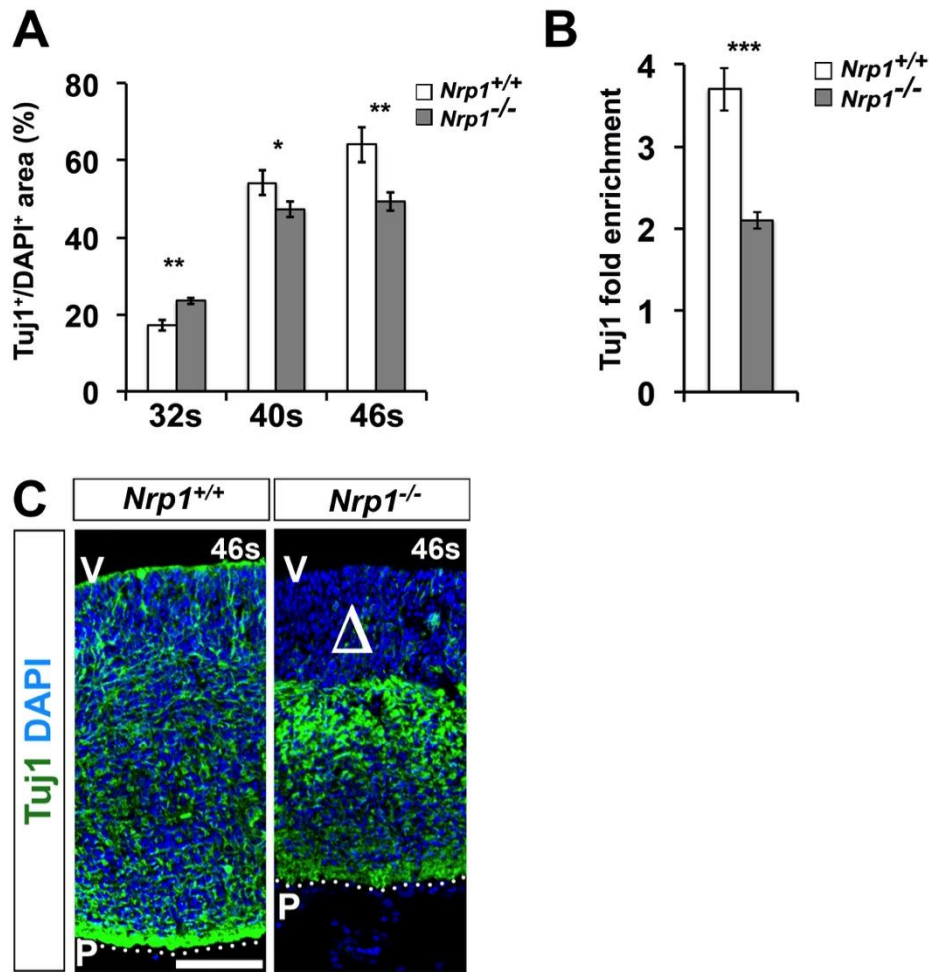 A
Tuj1⁺/DAPI⁺ area (%)
80
60
40
20
0
**
*
**
32s 40s 46s
Nrp1⁺/⁺
Nrp1⁻/⁻
B
Tuj1 fold enrichment
4
3
2
1
0
***
Nrp1⁺/⁺
Nrp1⁻/⁻
C
Nrp1⁺/⁺ Nrp1⁻/⁻
Tuj1 DAPI
V 46s
P
V 46s
Δ
P